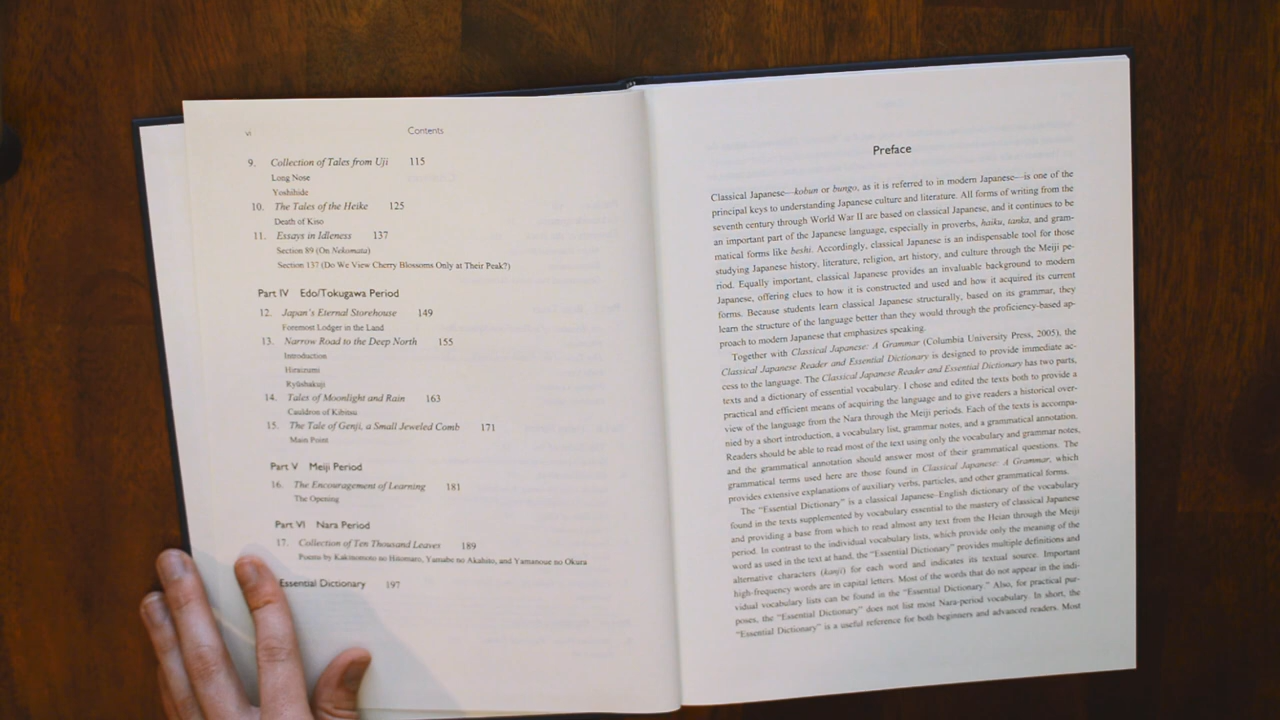 vi
Contents
9. Collection of Tales from Uji 115
Long Nose
Yoshihide
10. The Tales of the Heike 125
Death of Kiso
11. Essays in Idleness 137
Section 89 (On Nekomata)
Section 137 (Do We View Cherry Blossoms Only at Their Peak?)
Part IV Edo/Tokugawa Period
12. Japan's Eternal Storehouse 149
Foremost Lodger in the Land
13. Narrow Road to the Deep North 155
Introduction
Hiraizumi
Ryūshakuji
14. Tales of Moonlight and Rain 163
Cauldron of Kibitsu
15. The Tale of Genji, a Small Jeweled Comb 171
Main Point
Part V Meiji Period
16. The Encouragement of Learning 181
The Opening
Part VI Nara Period
17. Collection of Ten Thousand Leaves 189
Poems by Kakinomoto no Hitomaro, Yamabe no Akahito, and Yamanoue no Okura
Essential Dictionary 197
Preface
Classical Japanese—kobun or bungo, as it is referred to in modern Japanese—is one of the
principal keys to understanding Japanese culture and literature. All forms of writing from the
seventh century through World War II are based on classical Japanese, and it continues to be
an important part of the Japanese language, especially in proverbs, haiku, tanka, and gram-
matical forms like beshi. Accordingly, classical Japanese is an indispensable tool for those
studying Japanese history, literature, religion, art history, and culture through the Meiji pe-
riod. Equally important, classical Japanese provides an invaluable background to modern
Japanese, offering clues to how it is constructed and used and how it acquired its current
forms. Because students learn classical Japanese structurally, based on its grammar, they
learn the structure of the language better than they would through the proficiency-based ap-
proach to modern Japanese that emphasizes speaking.
Together with Classical Japanese: A Grammar (Columbia University Press, 2005), the
Classical Japanese Reader and Essential Dictionary is designed to provide immediate ac-
cess to the language. The Classical Japanese Reader and Essential Dictionary has two parts,
texts and a dictionary of essential vocabulary. I chose and edited the texts both to provide a
practical and efficient means of acquiring the language and to give readers a historical over-
view of the language from the Nara through the Meiji periods. Each of the texts is accompa-
nied by a short introduction, a vocabulary list, grammar notes, and a grammatical annotation.
Readers should be able to read most of the text using only the vocabulary and grammar notes,
and the grammatical annotation should answer most of their grammatical questions. The
grammatical terms used here are those found in Classical Japanese: A Grammar, which
provides extensive explanations of auxiliary verbs, particles, and other grammatical forms.
The "Essential Dictionary" is a classical Japanese–English dictionary of the vocabulary
found in the texts supplemented by vocabulary essential to the mastery of classical Japanese
and providing a base from which to read almost any text from the Heian through the Meiji
period. In contrast to the individual vocabulary lists, which provide only the meaning of the
word as used in the text at hand, the "Essential Dictionary" provides multiple definitions and
alternative characters (kanji) for each word and indicates its textual source. Important
high-frequency words are in capital letters. Most of the words that do not appear in the indi-
vidual vocabulary lists can be found in the "Essential Dictionary." Also, for practical pur-
poses, the "Essential Dictionary" does not list most Nara-period vocabulary. In short, the
"Essential Dictionary" is a useful reference for both beginners and advanced readers. Most